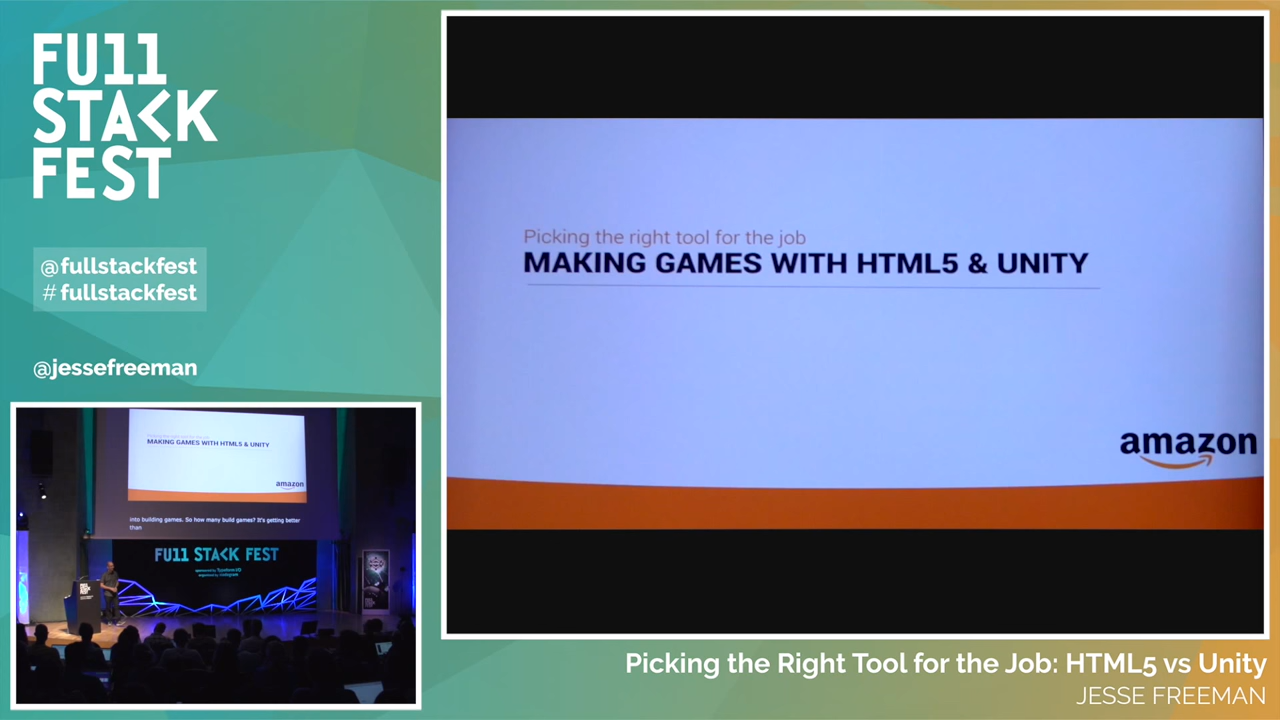 FU11
STACK
FEST
@fullstackfest
# fullstackfest
@jessefreeman
Picking the right tool for the job
MAKING GAMES WITH HTML5 & UNITY
amazon
MAKING GAMES WITH HTML5 & UNITY
amazon
into building games. So how many build games? It's getting better
than
FU11 STACK FEST
Picking the Right Tool for the Job: HTML5 vs Unity
JESSE FREEMAN